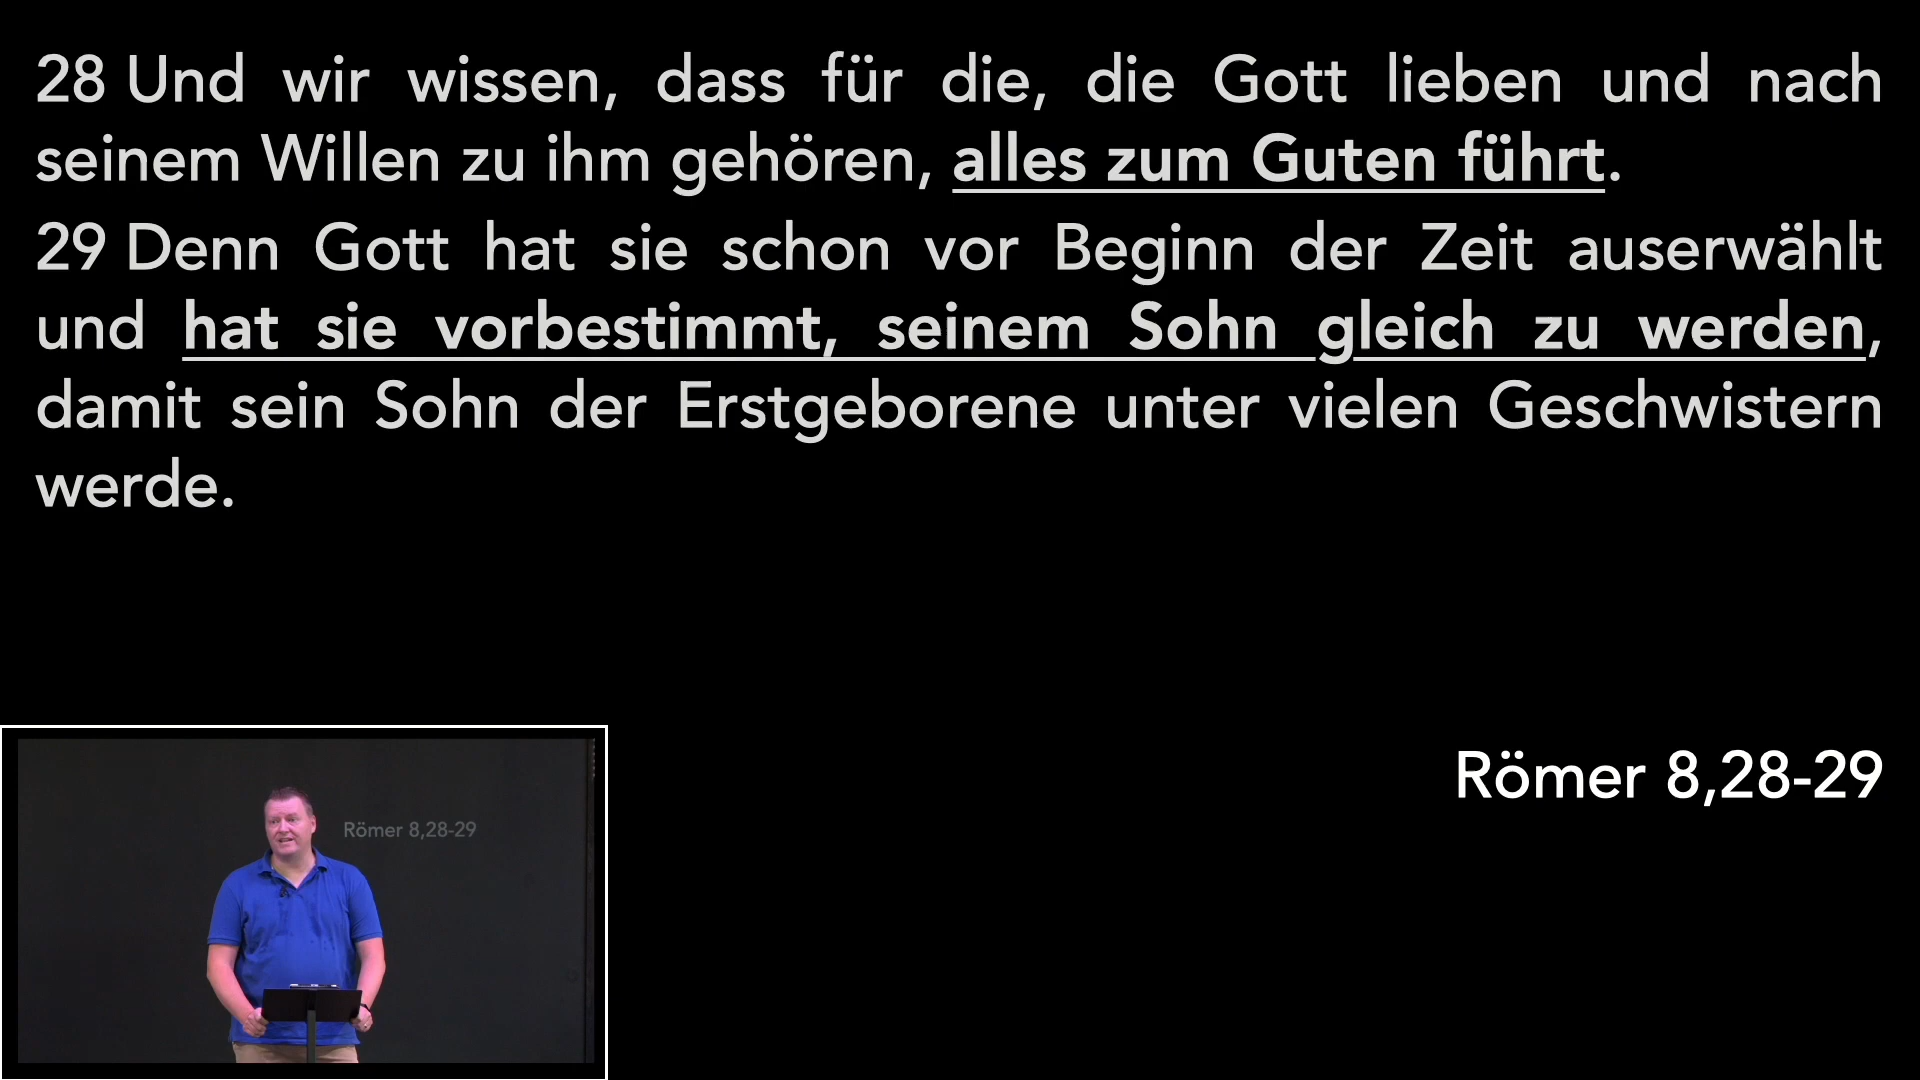 28 Und wir wissen, dass für die, die Gott lieben und nach
seinem Willen zu ihm gehören, alles zum Guten führt.
29 Denn Gott hat sie schon vor Beginn der Zeit auserwählt
und hat sie vorbestimmt, seinem Sohn gleich zu werden,
damit sein Sohn der Erstgeborene unter vielen Geschwistern
werde.
Römer 8,28-29
Römer 8,28-29